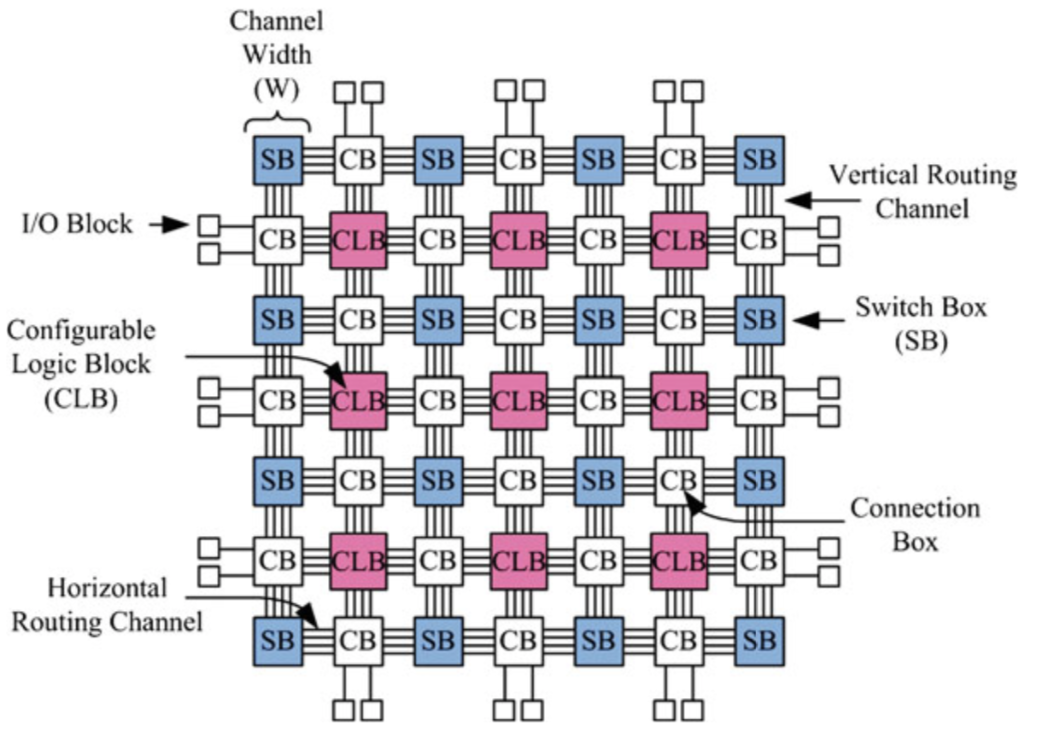 Channel
Width
(W)
SB CB SB CB SB CB SB
Vertical Routing
Channel
I/O Block
CB CLB CB CLB CB CLB CB
SB CB SB CB SB CB SB
Switch Box
(SB)
Configurable
Logic Block
(CLB)
CB CLB CB CLB CB CLB CB
SB CB SB CB SB CB SB
Connection
Box
CB CLB CB CLB CB CLB CB
Horizontal
Routing Channel
SB CB SB CB SB CB SB